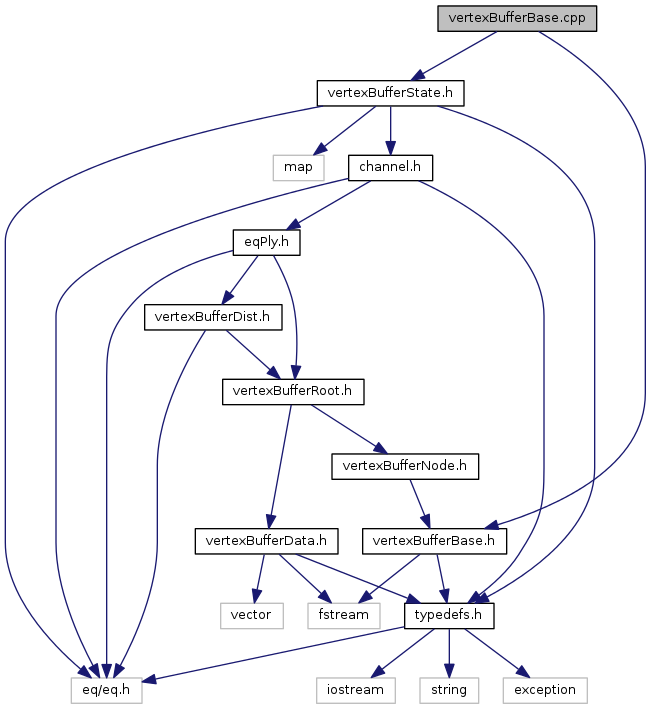 vertexBufferBase.cpp
vertexBufferState.h
map
channel.h
eqPly.h
vertexBufferDist.h
vertexBufferRoot.h
vertexBufferNode.h
vertexBufferData.h
vertexBufferBase.h
vector
fstream
typedefs.h
eq/eq.h
iostream
string
exception